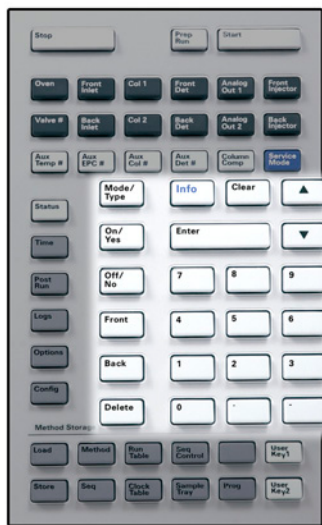 Stop
Prep
Run
Start
Oven
Front
Inlet
Col 1
Front
Det
Analog
Out 1
Front
Injector
Valve #
Back
Inlet
Col 2
Back
Det
Analog
Out 2
Back
Injector
Aux
Temp #
Aux
EPC #
Aux
Col #
Aux
Det #
Column
Comp
Service
Mode
Mode/
Type
Info
Clear
▲
Status
On/
Yes
Enter
▼
Time
Off/
No
7
8
9
Post
Run
Front
4
5
6
Logs
Back
1
2
3
Options
Delete
0
.
-
Config
Method Storage
Load
Method
Run
Table
Seq
Control
User
Key1
Store
Seq
Clock
Table
Sample
Tray
Prog
User
Key2